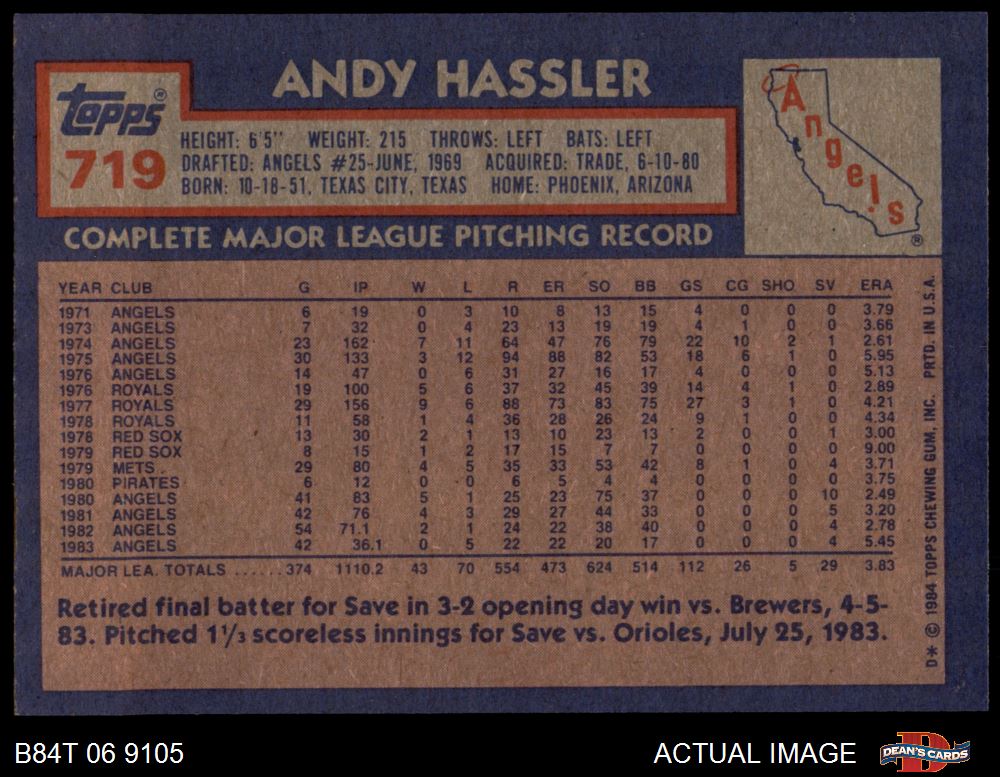 ANDY HASSLER
topps®
719
HEIGHT: 6'5" WEIGHT: 215 THROWS: LEFT BATS: LEFT
DRAFTED: ANGELS #25-JUNE, 1969 ACQUIRED: TRADE, 6-10-80
BORN: 10-18-51, TEXAS CITY, TEXAS HOME: PHOENIX, ARIZONA
Angels
®
COMPLETE MAJOR LEAGUE PITCHING RECORD
YEAR CLUB G IP W L R ER SO BB GS CG SHO SV ERA
1971 ANGELS 6 19 0 3 10 8 13 15 4 0 0 0 3.79
1973 ANGELS 7 32 0 4 23 13 19 19 4 1 0 0 3.66
1974 ANGELS 23 162 7 11 64 47 76 79 22 10 2 1 2.61
1975 ANGELS 30 133 3 12 94 88 82 53 18 6 1 0 5.95
1976 ANGELS 14 47 0 6 31 27 16 17 4 0 0 0 5.13
1976 ROYALS 19 100 5 6 37 32 45 39 14 4 1 0 2.89
1977 ROYALS 29 156 9 6 88 73 83 75 27 3 1 0 4.21
1978 ROYALS 11 58 1 4 36 28 26 24 9 1 0 0 4.34
1978 RED SOX 13 30 2 1 13 10 23 13 2 0 0 1 3.00
1979 RED SOX 8 15 1 2 17 15 7 7 0 0 0 0 9.00
1979 METS 29 80 4 5 35 33 53 42 8 1 0 4 3.71
1980 PIRATES 6 12 0 0 6 5 4 4 0 0 0 0 3.75
1980 ANGELS 41 83 5 1 25 23 75 37 0 0 0 10 2.49
1981 ANGELS 42 76 4 3 29 27 44 33 0 0 0 5 3.20
1982 ANGELS 54 71.1 2 1 24 22 38 40 0 0 0 4 2.78
1983 ANGELS 42 36.1 0 5 22 22 20 17 0 0 0 4 5.45
MAJOR LEA. TOTALS ......374 1110.2 43 70 554 473 624 514 112 26 5 29 3.83
Retired final batter for Save in 3-2 opening day win vs. Brewers, 4-5-
83. Pitched 1⅓ scoreless innings for Save vs. Orioles, July 25, 1983.
D* © 1984 TOPPS CHEWING GUM, INC. PRTD. IN U.S.A.
B84T 06 9105
ACTUAL IMAGE
DEAN'S CARDS